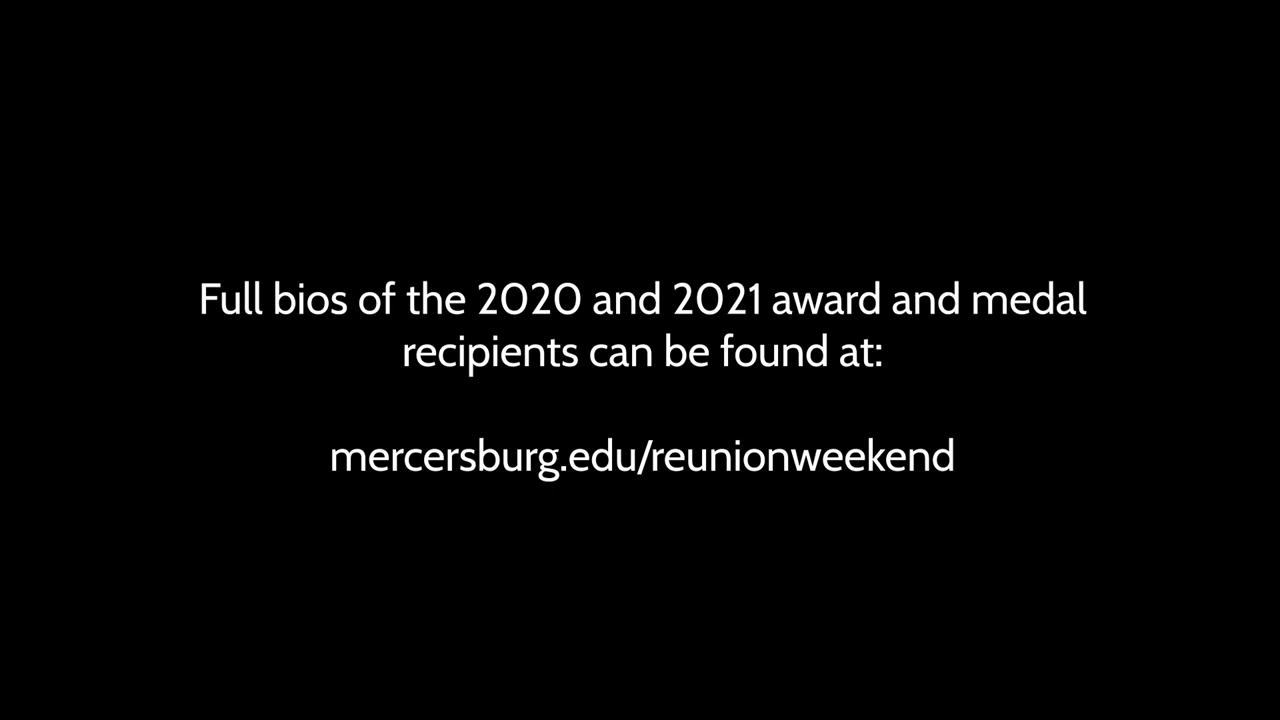 Full bios of the 2020 and 2021 award and medal
recipients can be found at:
mercersburg.edu/reunionweekend